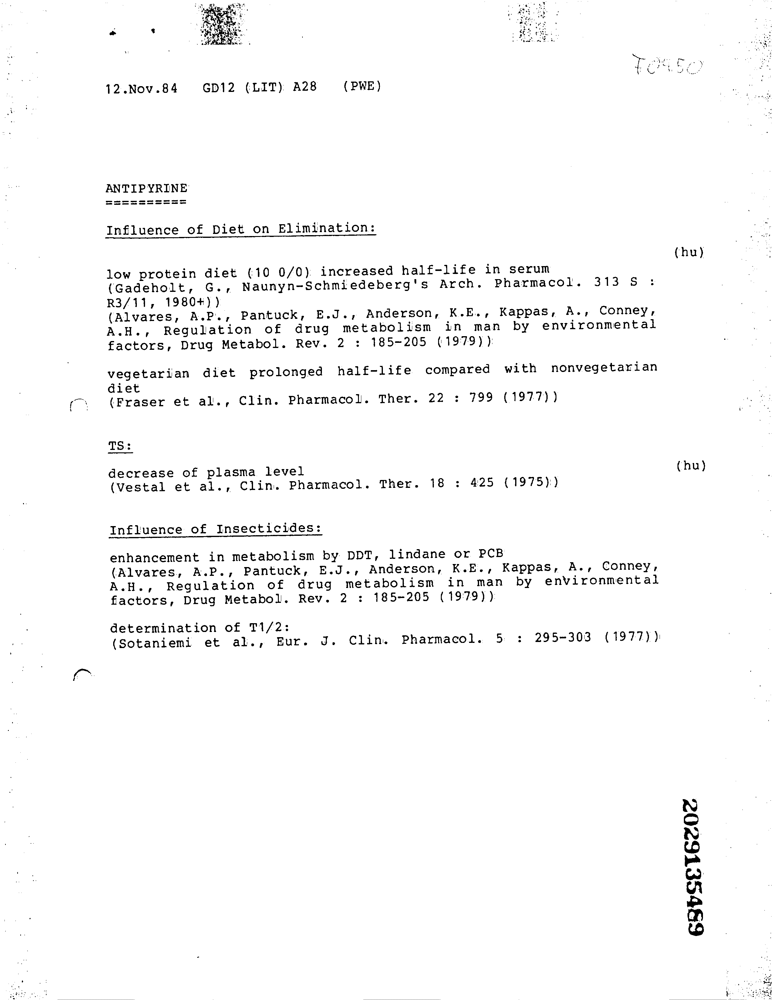 T0950
12.Nov.84 GD12 (LIT) A28 (PWE)
ANTIPYRINE
==========
Influence of Diet on Elimination:
(hu)
low protein diet (10 0/0) increased half-life in serum
(Gadeholt, G., Naunyn-Schmiedeberg's Arch. Pharmacol. 313 S :
R3/11, 1980+))
(Alvares, A.P., Pantuck, E.J., Anderson, K.E., Kappas, A., Conney,
A.H., Regulation of drug metabolism in man by environmental
factors, Drug Metabol. Rev. 2 : 185-205 (1979))
vegetarian diet prolonged half-life compared with nonvegetarian
diet
(Fraser et al., Clin. Pharmacol. Ther. 22 : 799 (1977))
TS:
(hu)
decrease of plasma level
(Vestal et al., Clin. Pharmacol. Ther. 18 : 425 (1975))
Influence of Insecticides:
enhancement in metabolism by DDT, lindane or PCB
(Alvares, A.P., Pantuck, E.J., Anderson, K.E., Kappas, A., Conney,
A.H., Regulation of drug metabolism in man by environmental
factors, Drug Metabol. Rev. 2 : 185-205 (1979))
determination of T1/2:
(Sotaniemi et al., Eur. J. Clin. Pharmacol. 5 : 295-303 (1977))
2029135489